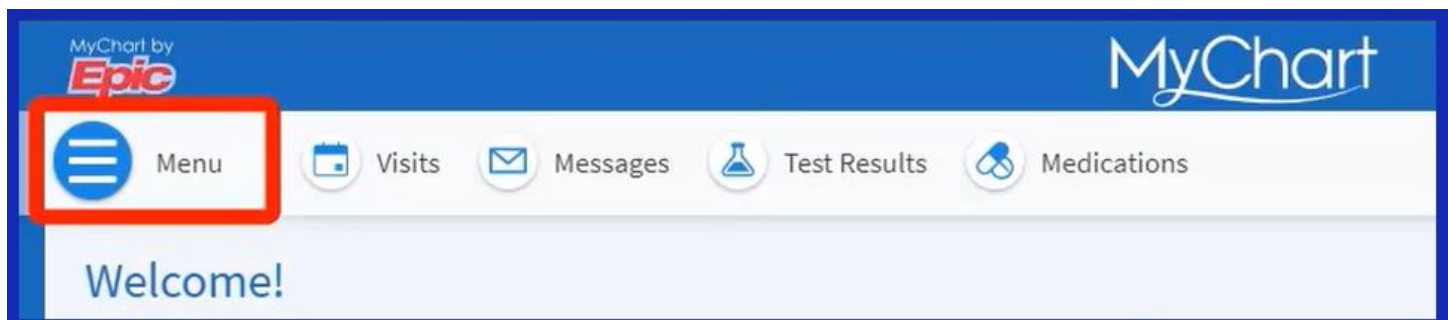 MyChart by
Epic
MyChart
Menu Visits Messages Test Results Medications
Welcome!